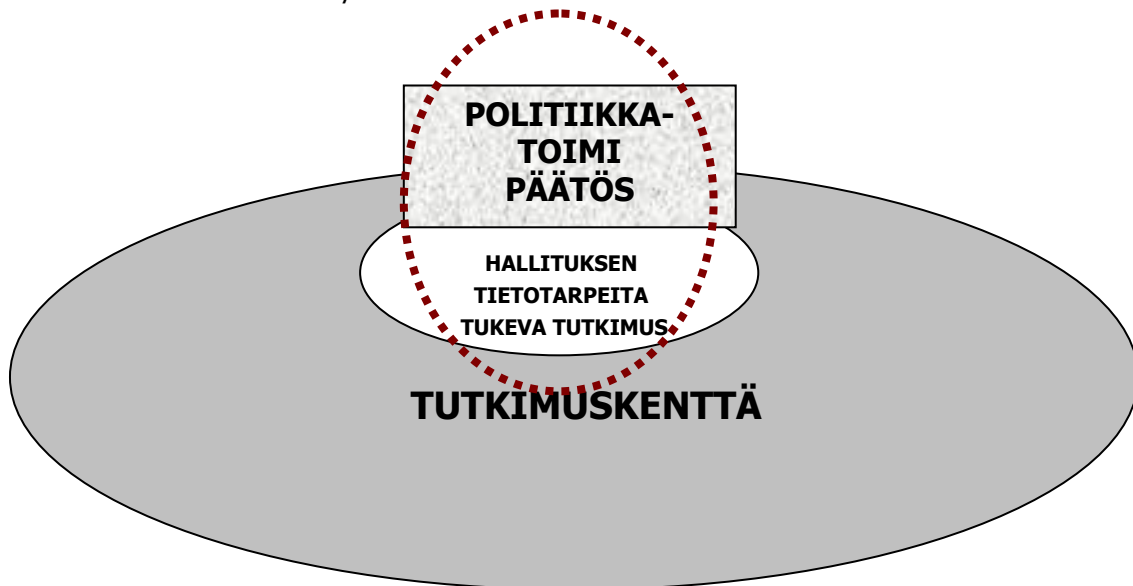 POLITIIKKA-
TOIMI
PÄÄTÖS
HALLITUKSEN
TIETOTARPEITA
TUKEVA TUTKIMUS
TUTKIMUSKENTTÄ